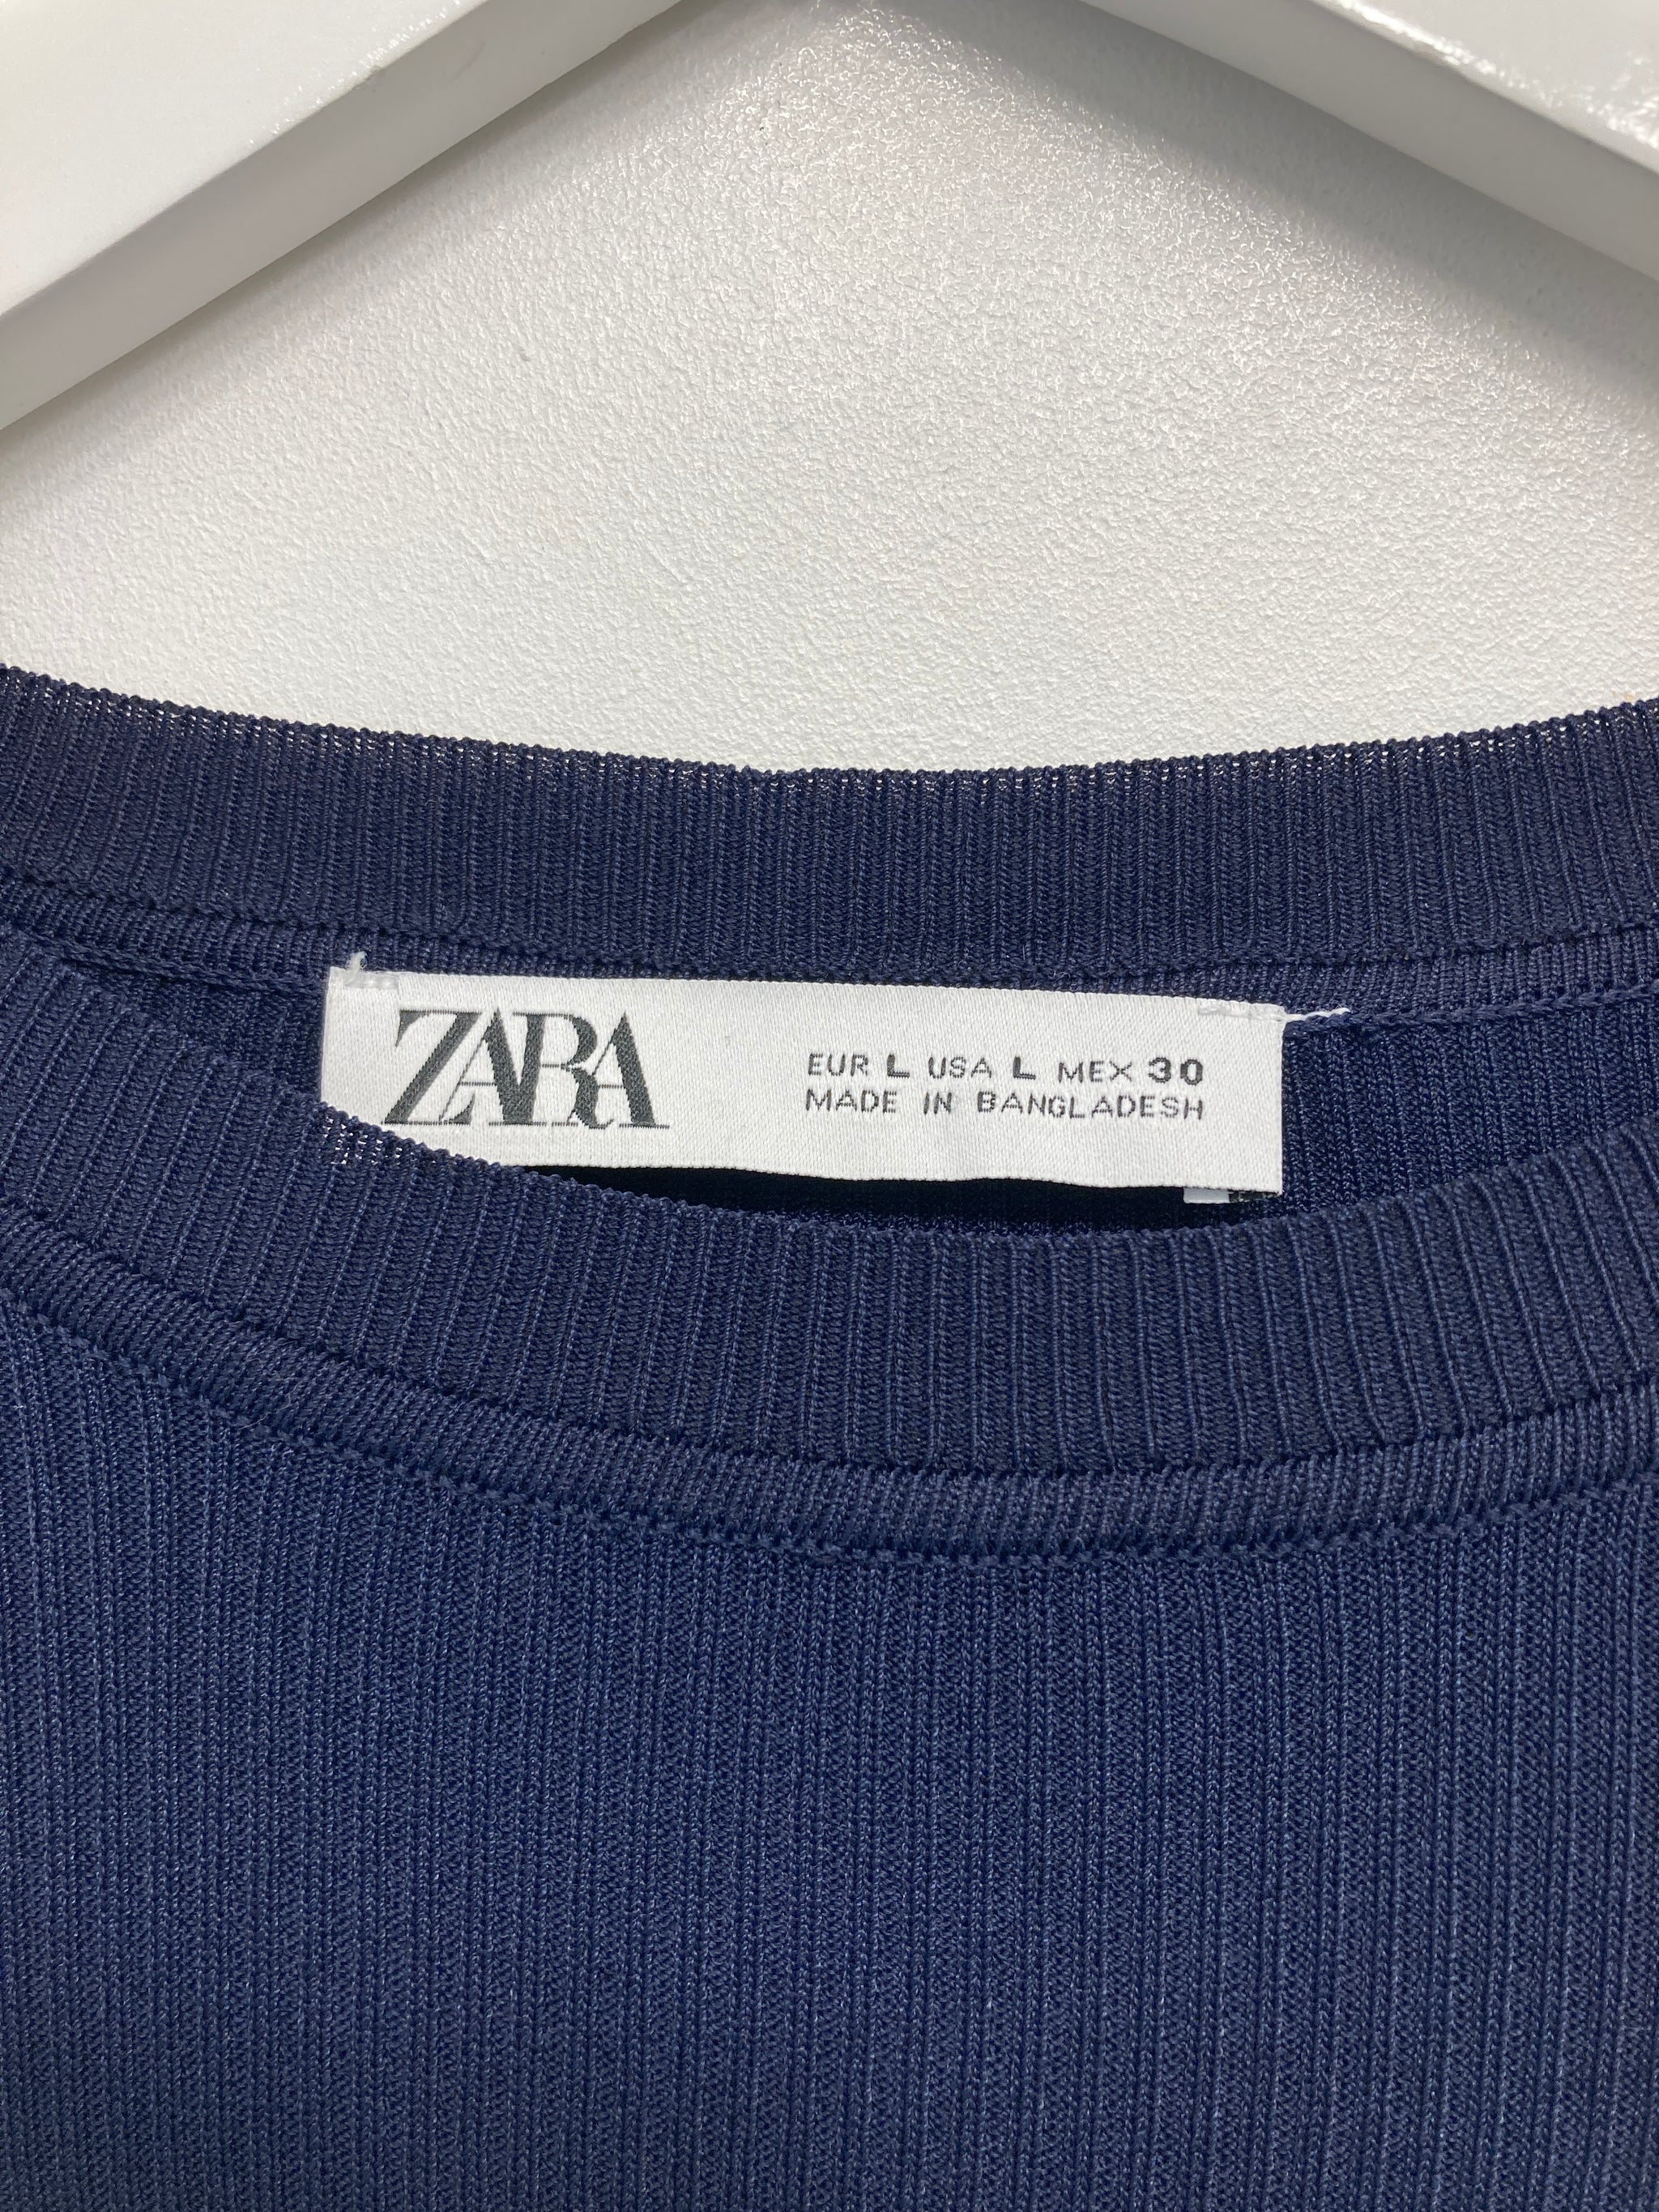 ZARA
EUR L USA L MEX 30
MADE IN BANGLADESH